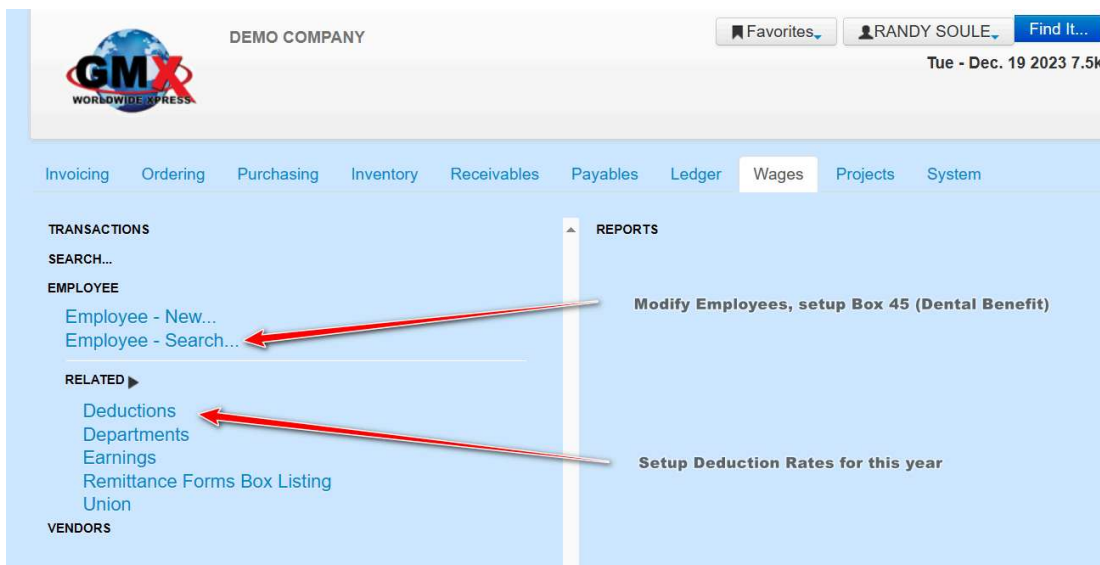 DEMO COMPANY
Favorites
RANDY SOULE
Find It...
Tue - Dec. 19 2023 7.5k
GMX
WORLDWIDE XPRESS
Invoicing Ordering Purchasing Inventory Receivables Payables Ledger Wages Projects System
TRANSACTIONS
SEARCH...
EMPLOYEE
Employee - New...
Employee - Search...
RELATED
Deductions
Departments
Earnings
Remittance Forms Box Listing
Union
VENDORS
REPORTS
Modify Employees, setup Box 45 (Dental Benefit)
Setup Deduction Rates for this year